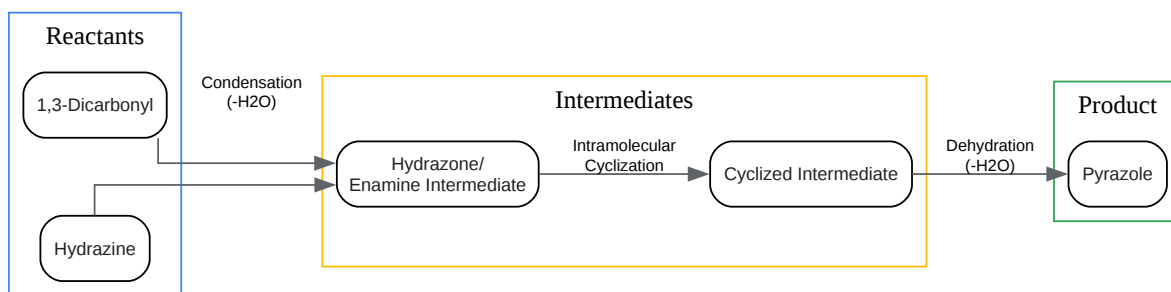 Reactants
1,3-Dicarbonyl
Hydrazine
Condensation
(-H2O)
Intermediates
Hydrazone/
Enamine Intermediate
Intramolecular
Cyclization
Cyclized Intermediate
Dehydration
(-H2O)
Product
Pyrazole